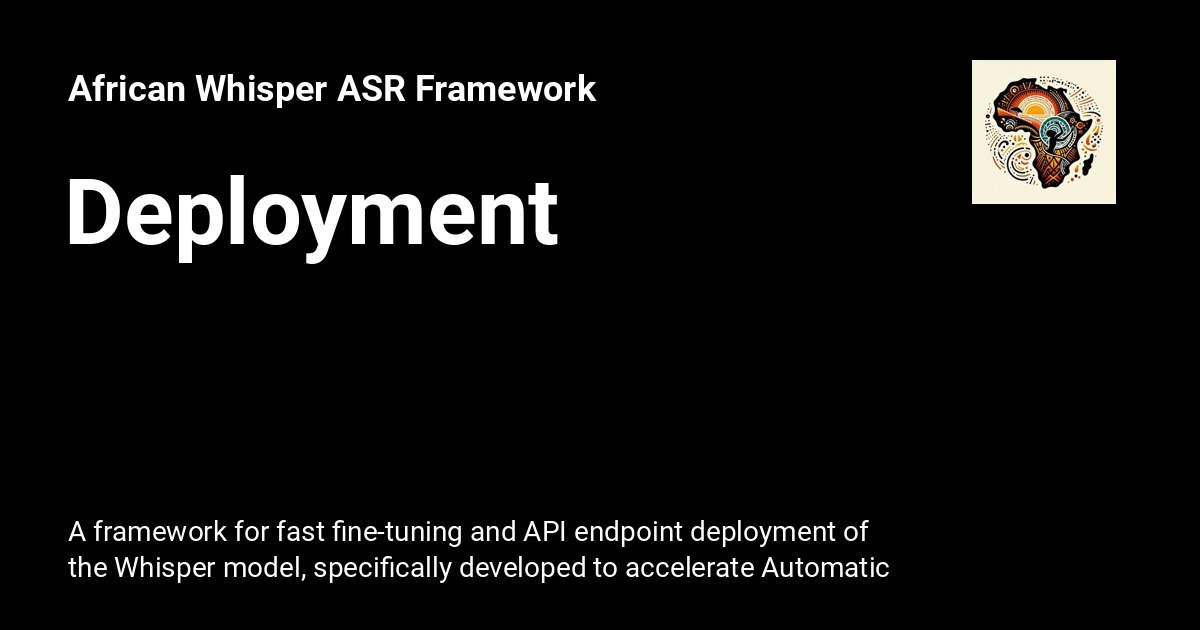 African Whisper ASR Framework
Deployment
A framework for fast fine-tuning and API endpoint deployment of
the Whisper model, specifically developed to accelerate Automatic